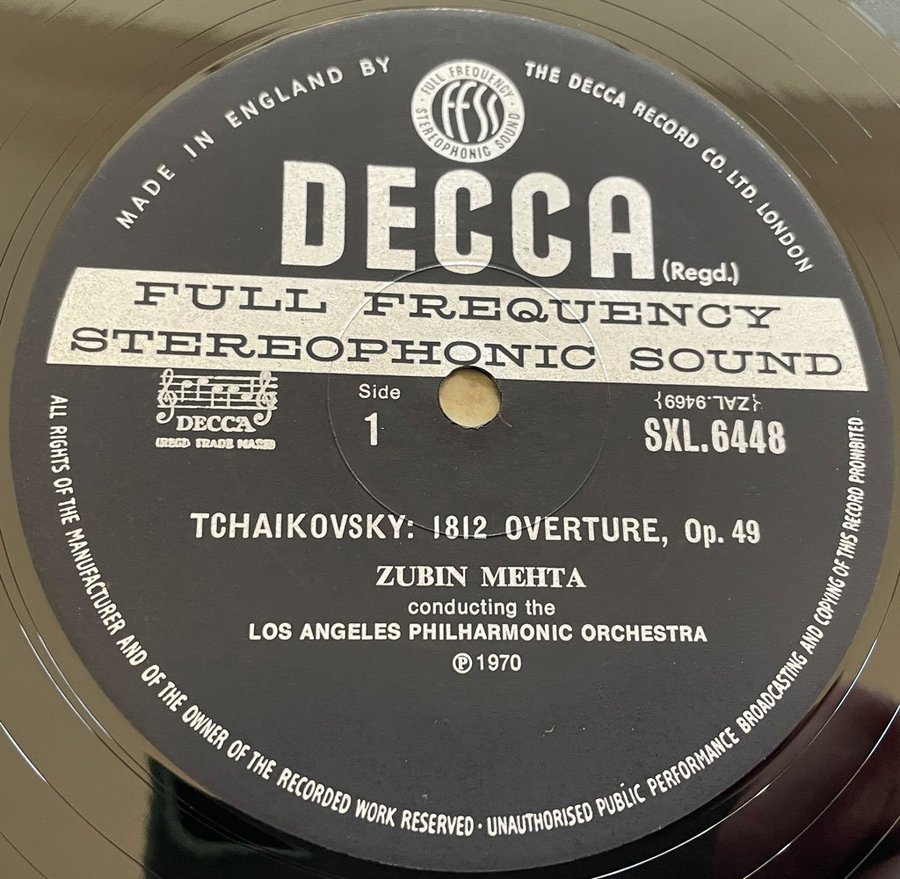 MADE IN ENGLAND BY
THE DECCA RECORD CO. LTD. LONDON
FULL FREQUENCY
FFSS
STEREOPHONIC SOUND
DECCA
(Regd.)
FULL FREQUENCY
STEREOPHONIC SOUND
DECCA
(REGD TRADE MARK)
Side
1
{ZAL.9469}
SXL.6448
TCHAIKOVSKY: 1812 OVERTURE, Op. 49
ZUBIN MEHTA
conducting the
LOS ANGELES PHILHARMONIC ORCHESTRA
℗ 1970
ALL RIGHTS OF THE MANUFACTURER AND OF THE OWNER OF THE RECORDED WORK RESERVED · UNAUTHORISED PUBLIC PERFORMANCE BROADCASTING AND COPYING OF THIS RECORD PROHIBITED